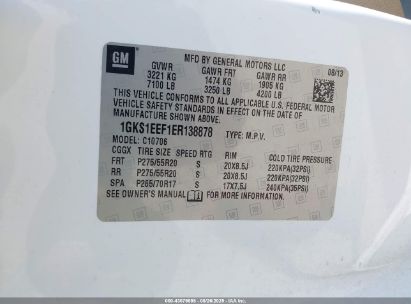 GM
MFD BY GENERAL MOTORS LLC
08/13
GVWR GAWR FRT GAWR RR
3221 KG 1474 KG 1905 KG
7100 LB 3250 LB 4200 LB
THIS VEHICLE CONFORMS TO ALL APPLICABLE U.S. FEDERAL MOTOR
VEHICLE SAFETY STANDARDS IN EFFECT ON THE DATE OF
MANUFACTURE SHOWN ABOVE.
1GKS1EEF1ER138878 TYPE: M.P.V.
MODEL: C10706
CGGX TIRE SIZE SPEED RTG RIM COLD TIRE PRESSURE
FRT P275/55R20 S 20X8.5J 220KPA(32PSI)
RR P275/55R20 S 20X8.5J 220KPA(32PSI)
SPA P265/70R17 S 17X7.5J 240KPA(35PSI)
SEE OWNER'S MANUAL FOR MORE INFORMATION.